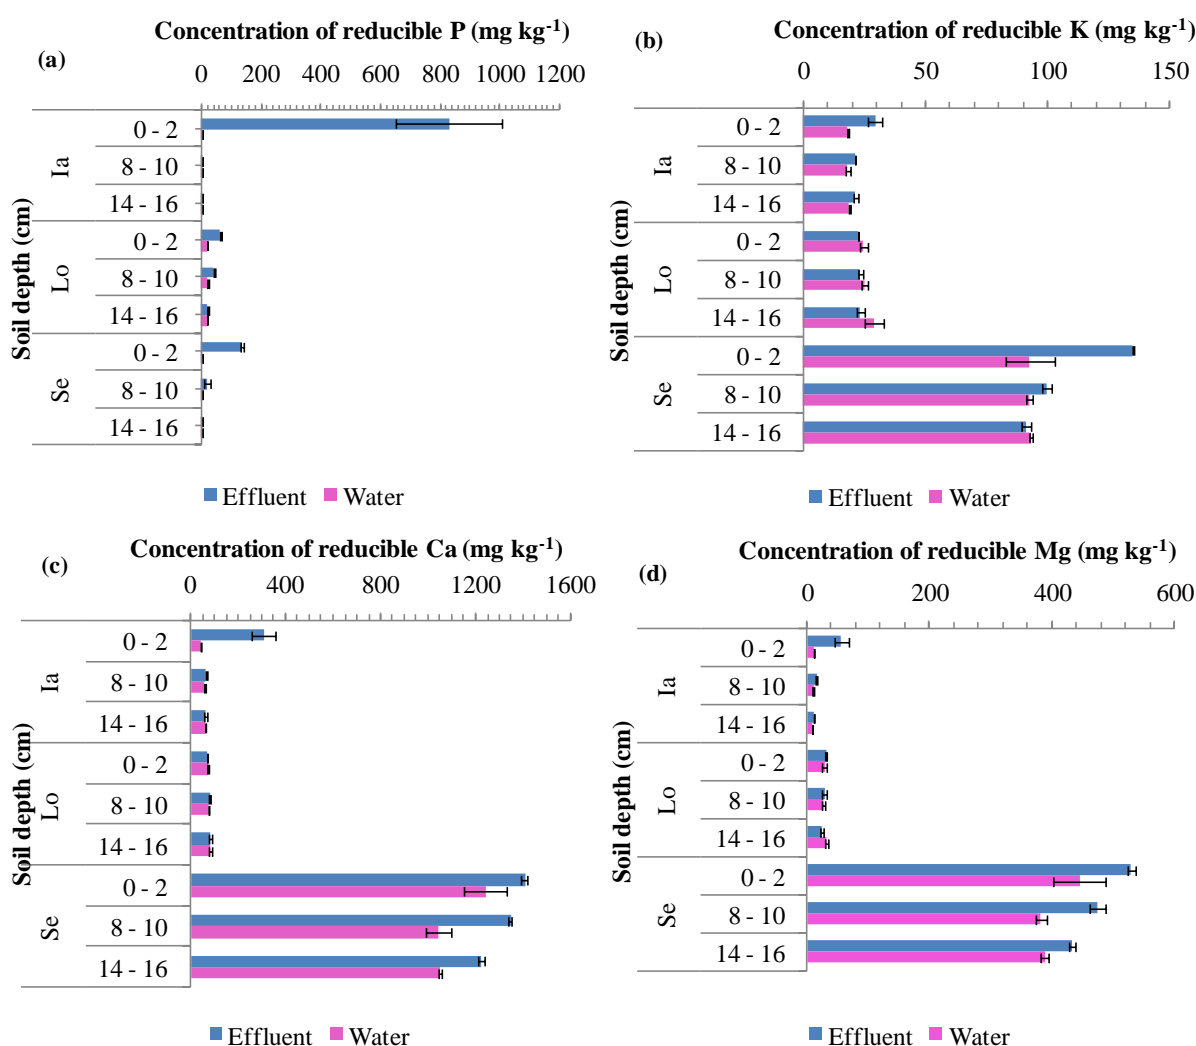 (a)
Concentration of reducible P (mg kg-1)
0 200 400 600 800 1000 1200
Soil depth (cm)
Ia
0 - 2
8 - 10
14 - 16
Lo
0 - 2
8 - 10
14 - 16
Se
0 - 2
8 - 10
14 - 16
Effluent Water
(b)
Concentration of reducible K (mg kg-1)
0 50 100 150
Soil depth (cm)
Ia
0 - 2
8 - 10
14 - 16
Lo
0 - 2
8 - 10
14 - 16
Se
0 - 2
8 - 10
14 - 16
Effluent Water
(c)
Concentration of reducible Ca (mg kg-1)
0 400 800 1200 1600
Soil depth (cm)
Ia
0 - 2
8 - 10
14 - 16
Lo
0 - 2
8 - 10
14 - 16
Se
0 - 2
8 - 10
14 - 16
Effluent Water
(d)
Concentration of reducible Mg (mg kg-1)
0 200 400 600
Soil depth (cm)
Ia
0 - 2
8 - 10
14 - 16
Lo
0 - 2
8 - 10
14 - 16
Se
0 - 2
8 - 10
14 - 16
Effluent Water